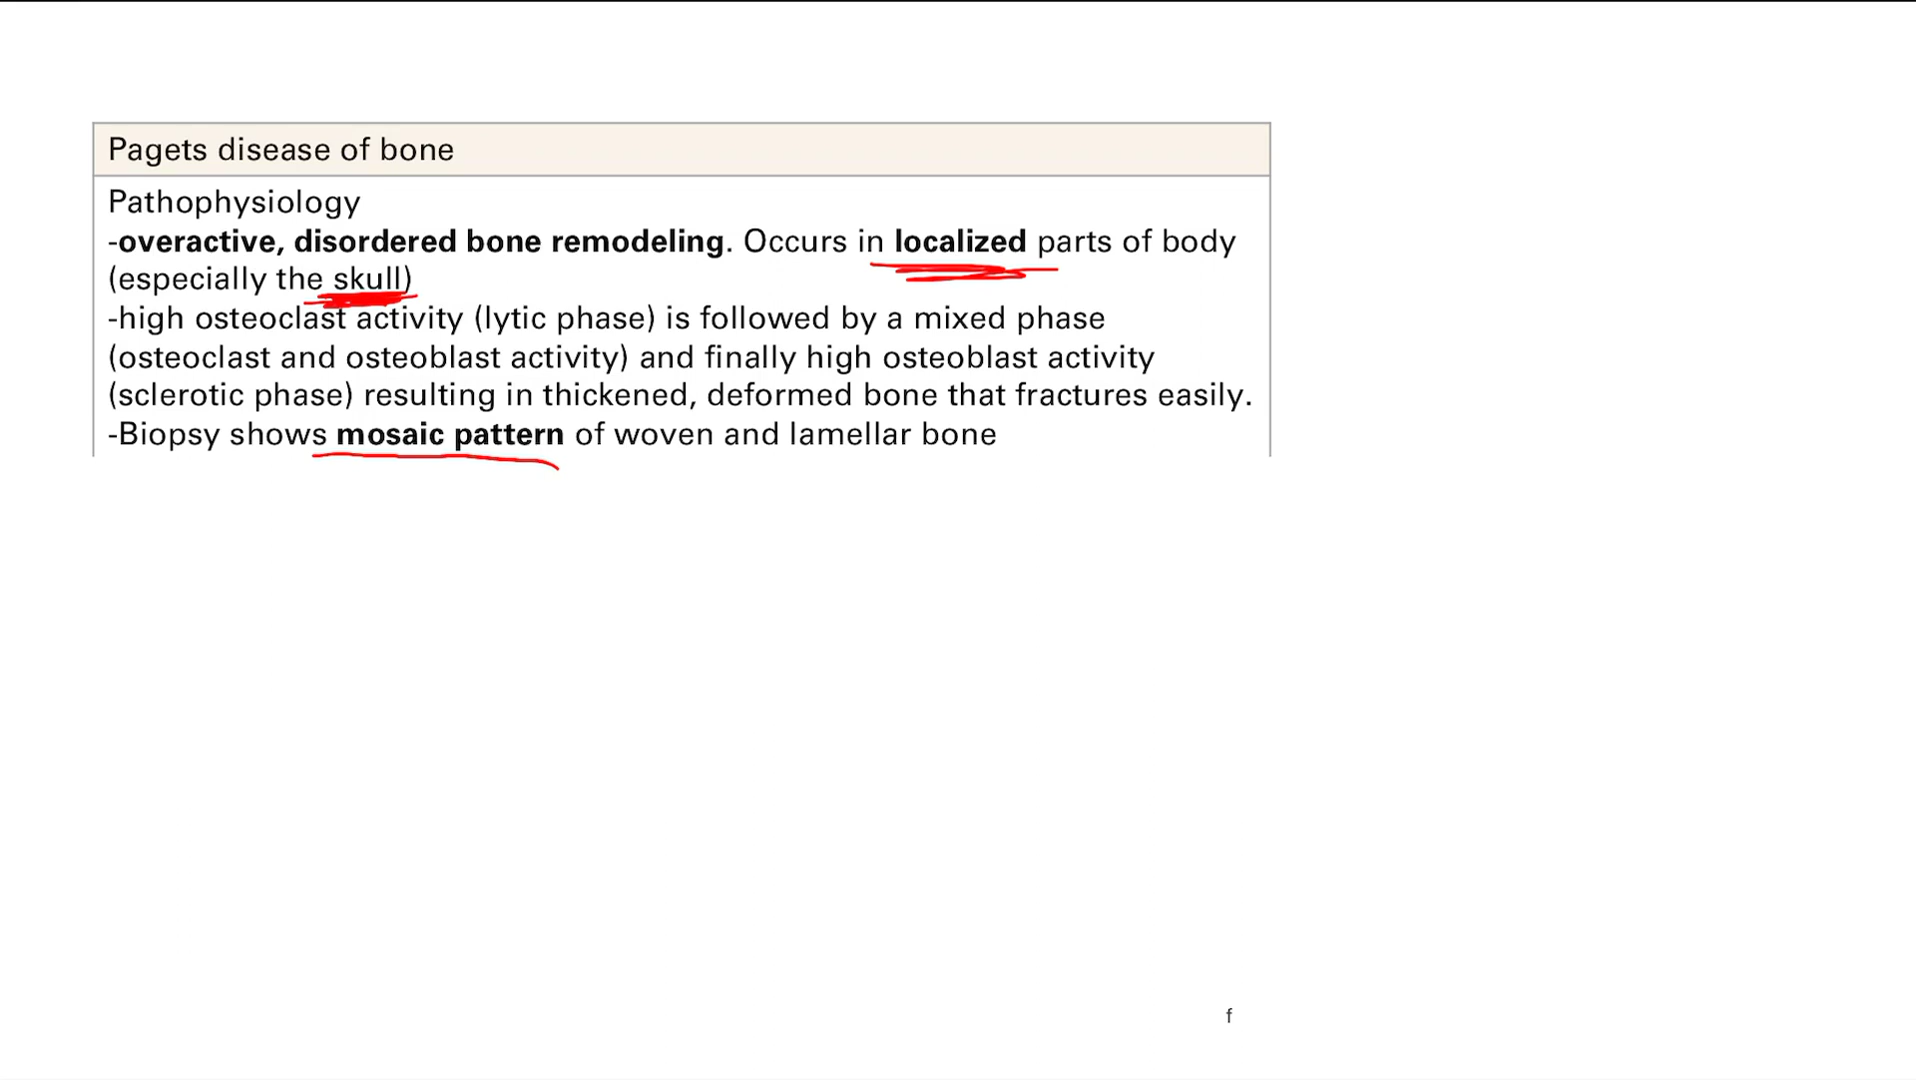 Pagets disease of bone
Pathophysiology
-overactive, disordered bone remodeling. Occurs in localized parts of body
(especially the skull)
-high osteoclast activity (lytic phase) is followed by a mixed phase
(osteoclast and osteoblast activity) and finally high osteoblast activity
(sclerotic phase) resulting in thickened, deformed bone that fractures easily.
-Biopsy shows mosaic pattern of woven and lamellar bone
f